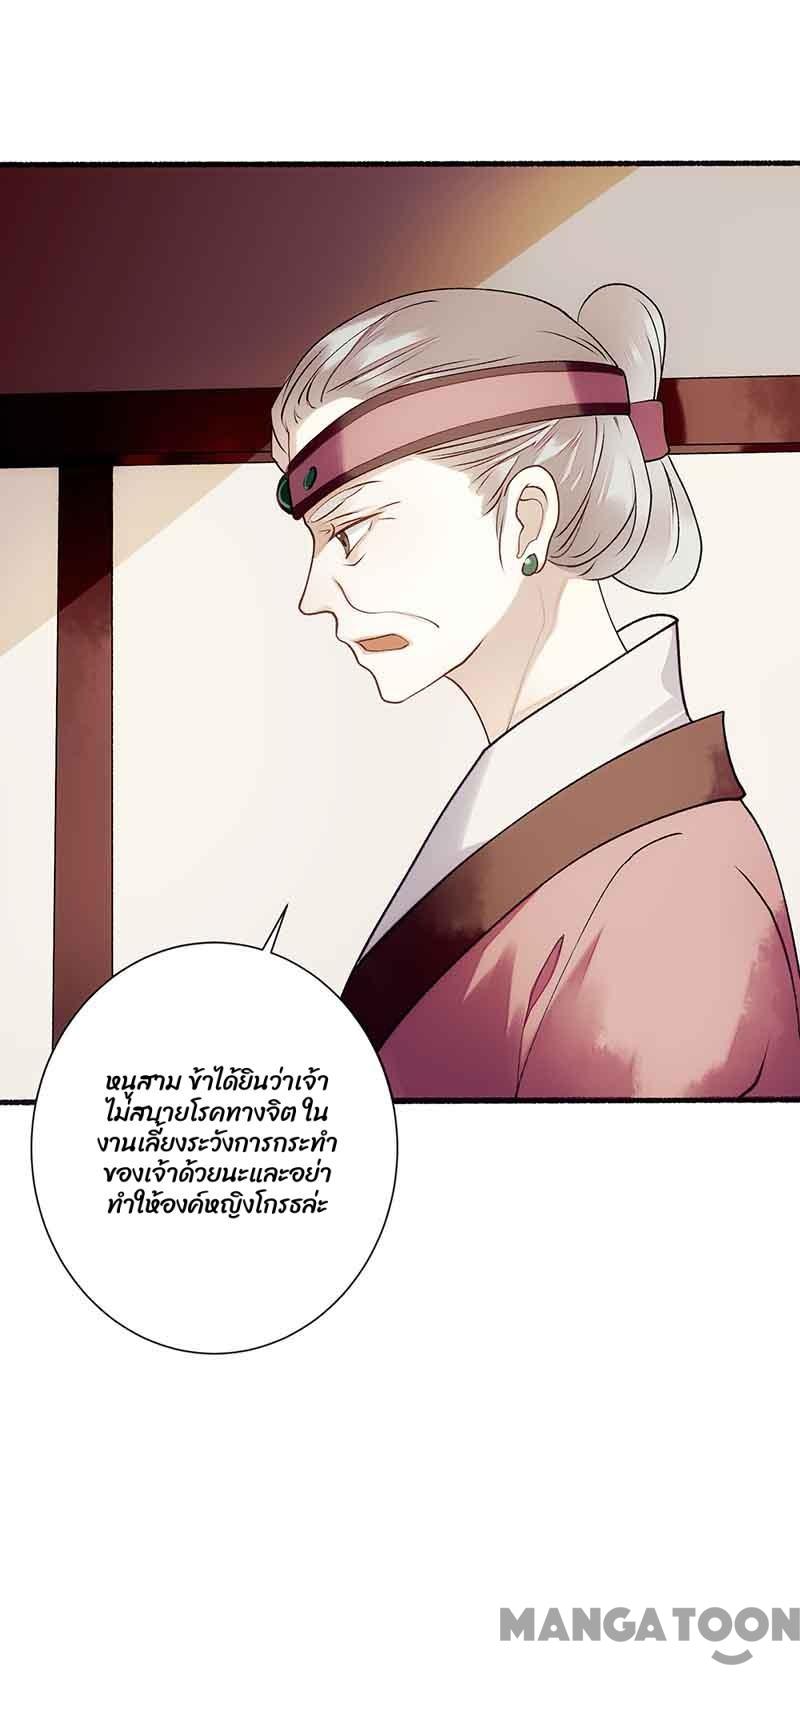 หนูสาม ข้าได้ยินว่าเจ้า
ไม่สบายโรคทางจิต ใน
งานเลี้ยงระวังการกระทำ
ของเจ้าด้วยนะและอย่า
ทำให้องค์หญิงโกรธล่ะ
MANGATOON